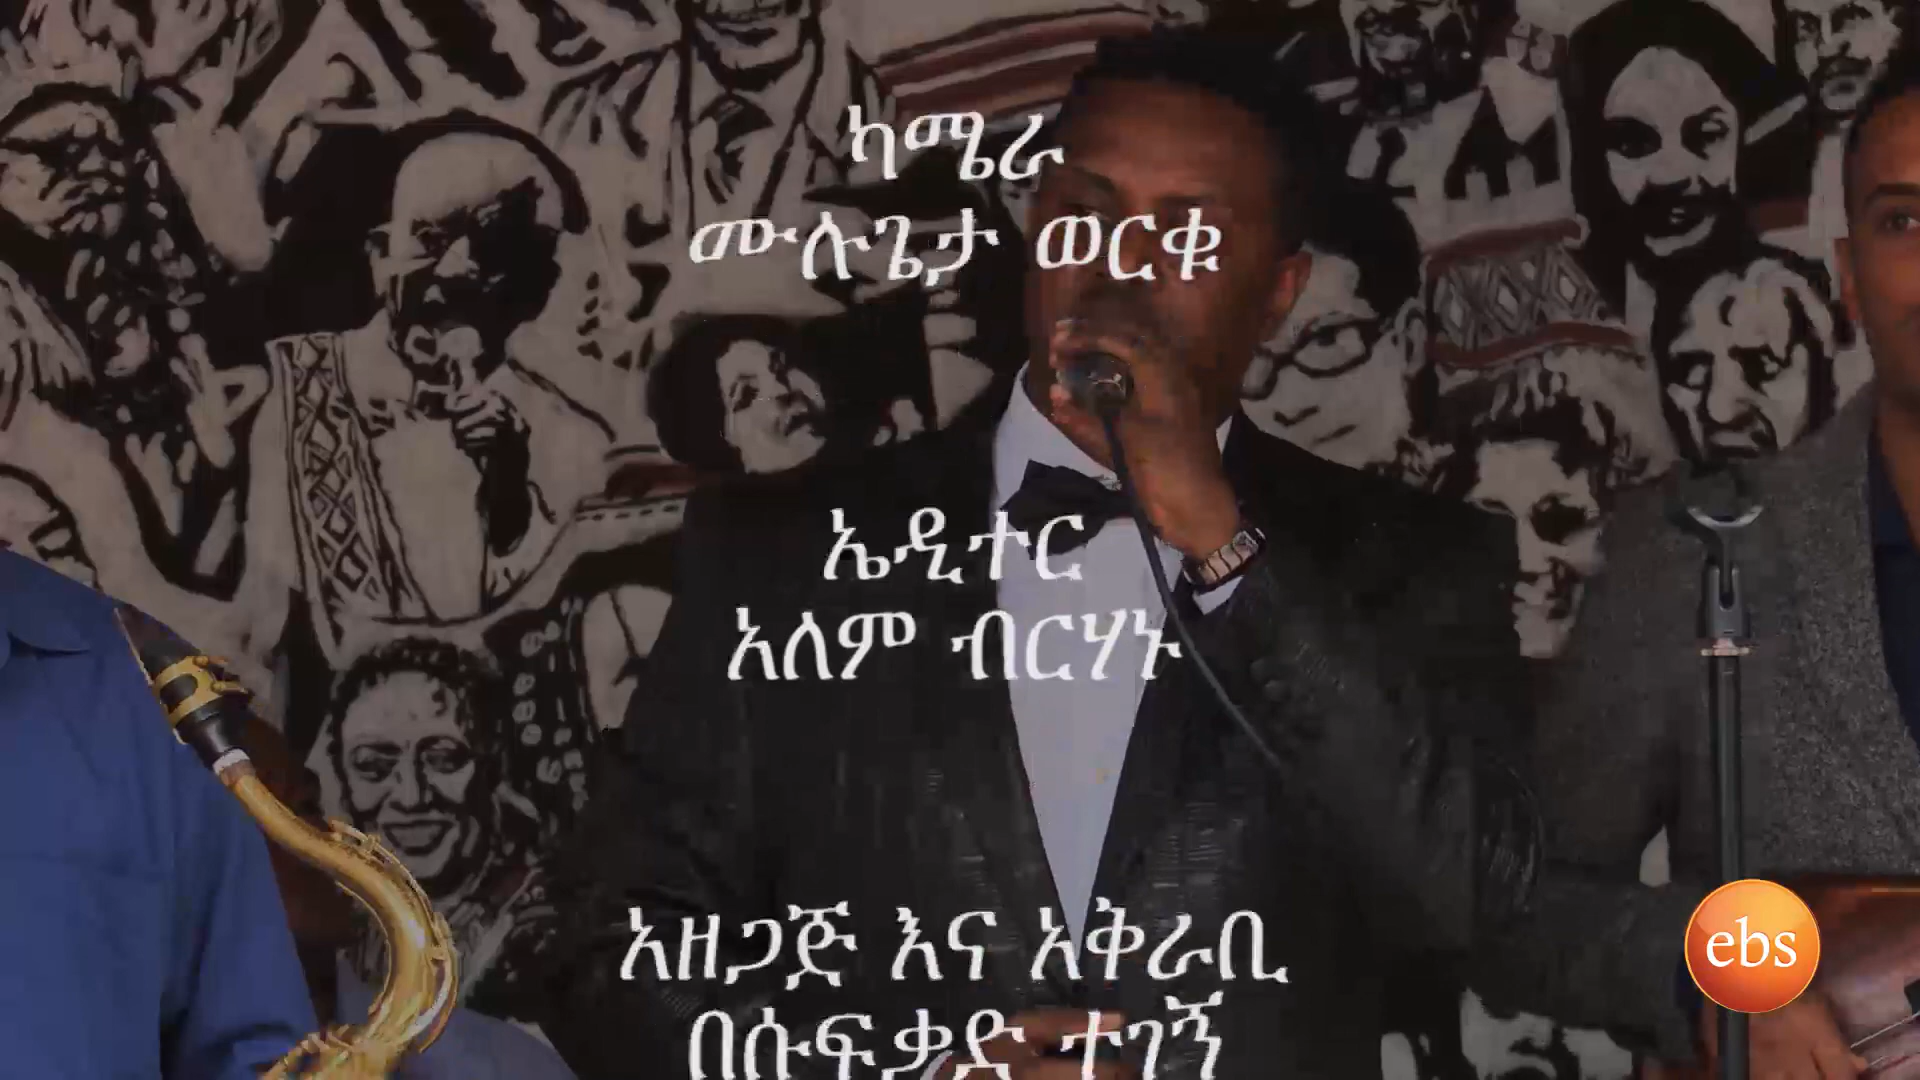 ካሜራ
ሙሉጌታ ወርቁ
ኤዲተር
አለም ብርሃኑ
አዘጋጅ እና አቅራቢ
በሱፍቃድ ተገኝ
ebs